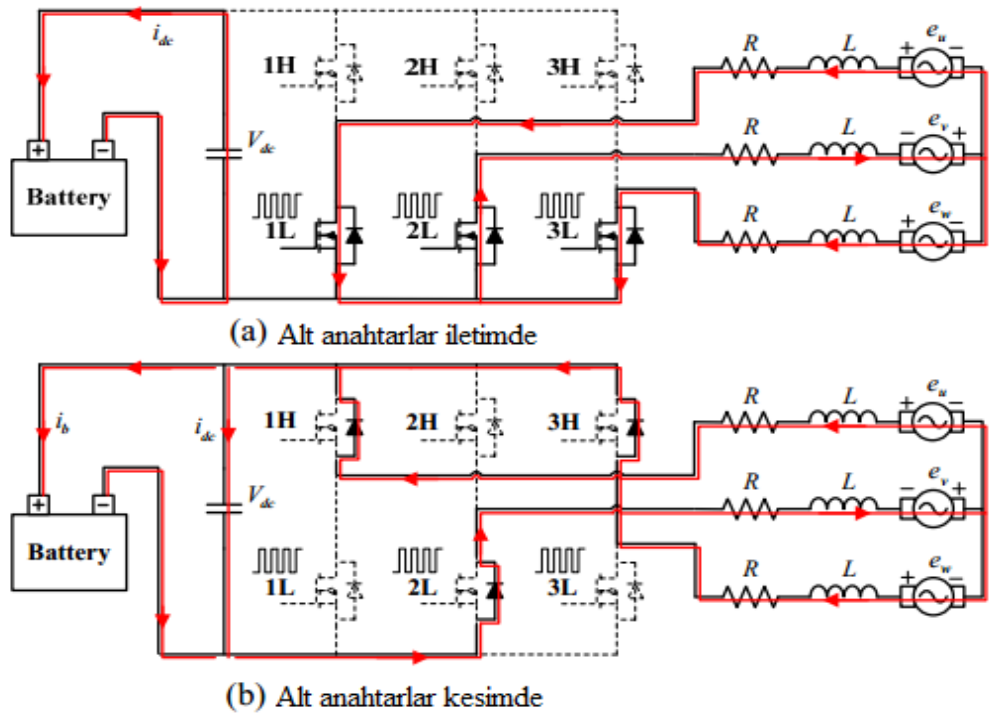 i_dc
1H 2H 3H
R L + e_u −
+ −
Battery
V_dc
R L − e_v +
1L 2L 3L
R L + e_w −
(a) Alt anahtarlar iletimde
i_b
i_dc
1H 2H 3H
R L + e_u −
+ −
Battery
V_dc
R L − e_v +
1L 2L 3L
R L + e_w −
(b) Alt anahtarlar kesimde